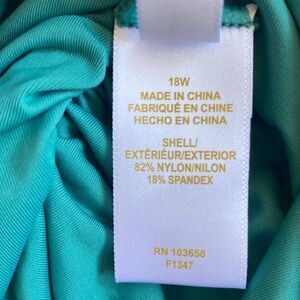 18W
MADE IN CHINA
FABRIQUÉ EN CHINE
HECHO EN CHINA
SHELL/
EXTÉRIÉUR/EXTERIOR
82% NYLON/NILON
18% SPANDEX
RN 103658
F1347